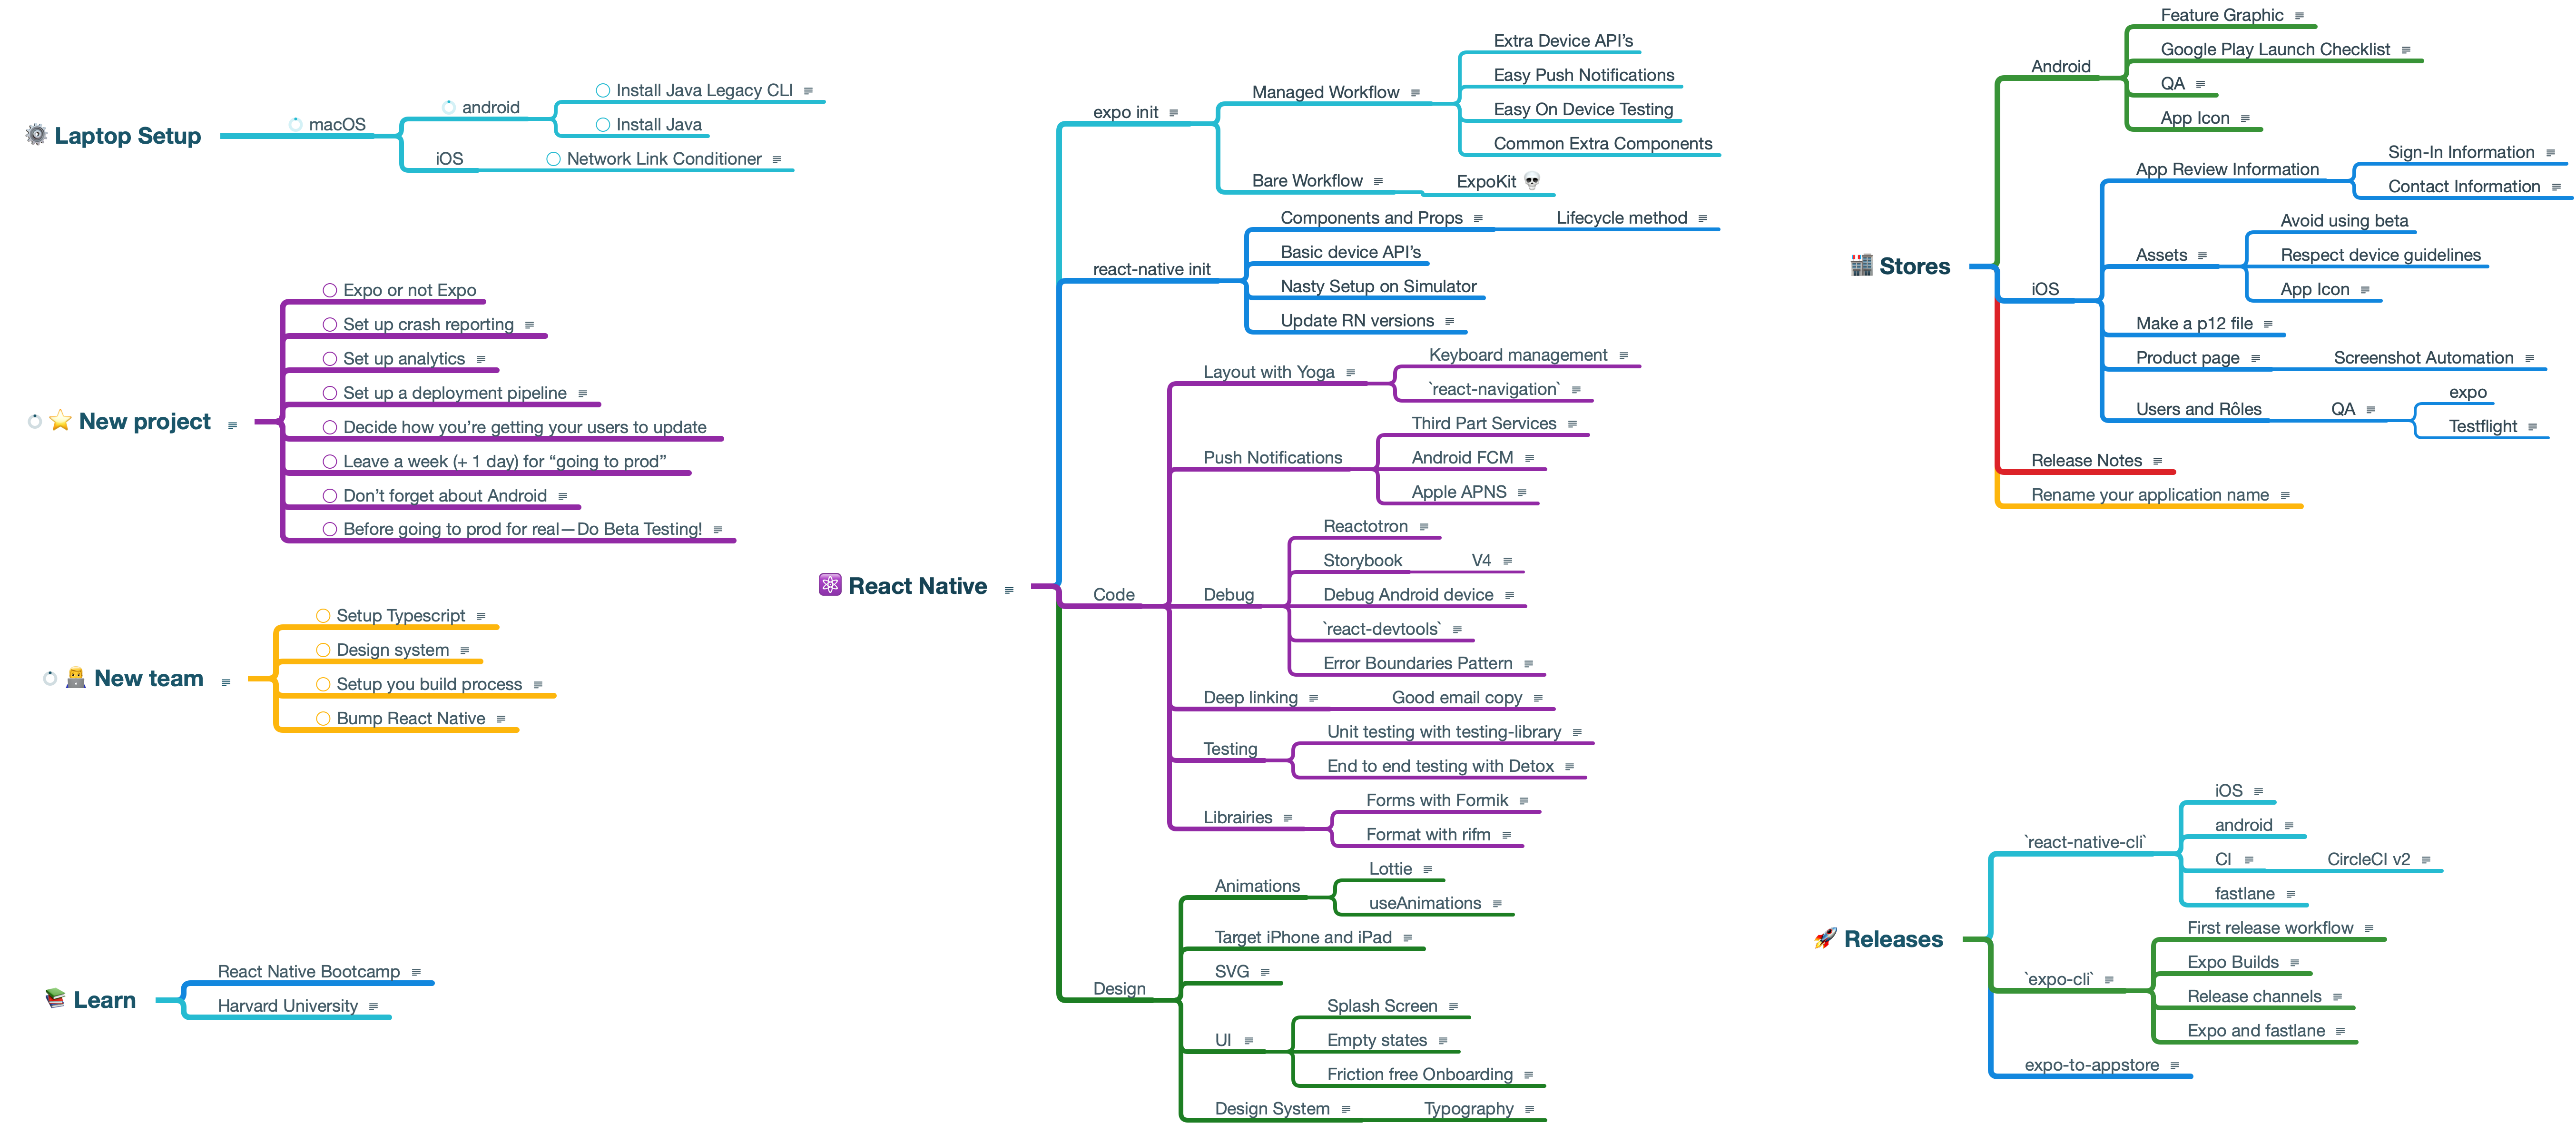 Laptop Setup
macOS
android
Install Java Legacy CLI
Install Java
iOS
Network Link Conditioner
New project
Expo or not Expo
Set up crash reporting
Set up analytics
Set up a deployment pipeline
Decide how you’re getting your users to update
Leave a week (+ 1 day) for “going to prod”
Don’t forget about Android
Before going to prod for real—Do Beta Testing!
New team
Setup Typescript
Design system
Setup you build process
Bump React Native
Learn
React Native Bootcamp
Harvard University
React Native
expo init
Managed Workflow
Extra Device API’s
Easy Push Notifications
Easy On Device Testing
Common Extra Components
Bare Workflow
ExpoKit 💀
react-native init
Components and Props
Lifecycle method
Basic device API’s
Nasty Setup on Simulator
Update RN versions
Code
Layout with Yoga
Keyboard management
`react-navigation`
Push Notifications
Third Part Services
Android FCM
Apple APNS
Debug
Reactotron
Storybook
V4
Debug Android device
`react-devtools`
Error Boundaries Pattern
Deep linking
Good email copy
Testing
Unit testing with testing-library
End to end testing with Detox
Librairies
Forms with Formik
Format with rifm
Design
Animations
Lottie
useAnimations
Target iPhone and iPad
SVG
UI
Splash Screen
Empty states
Friction free Onboarding
Design System
Typography
Stores
Android
Feature Graphic
Google Play Launch Checklist
QA
App Icon
iOS
App Review Information
Sign-In Information
Contact Information
Assets
Avoid using beta
Respect device guidelines
App Icon
Make a p12 file
Product page
Screenshot Automation
Users and Rôles
QA
expo
Testflight
Release Notes
Rename your application name
Releases
`react-native-cli`
iOS
android
CI
CircleCI v2
fastlane
`expo-cli`
First release workflow
Expo Builds
Release channels
Expo and fastlane
expo-to-appstore